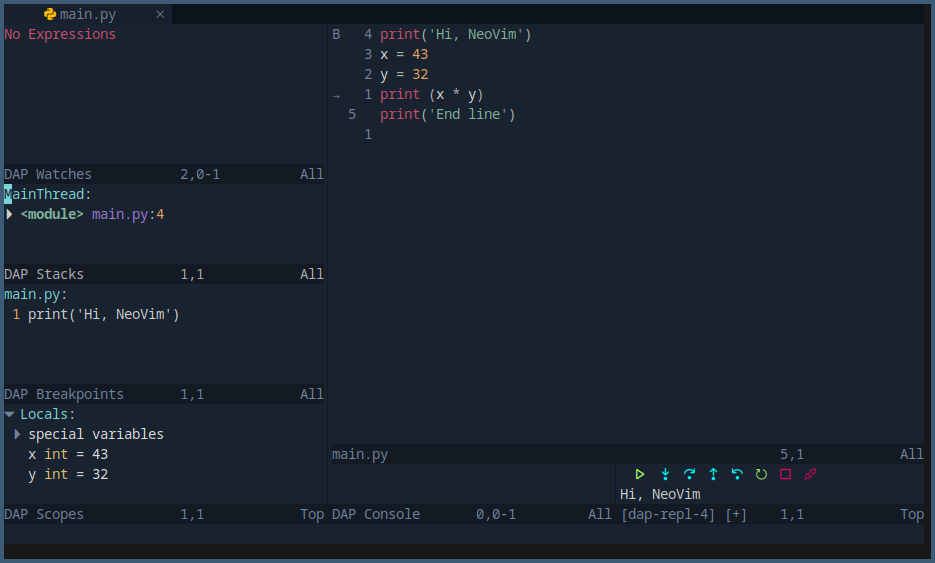 main.py ×
No Expressions
DAP Watches 2,0-1 All
MainThread:
<module> main.py:4
DAP Stacks 1,1 All
main.py:
1 print('Hi, NeoVim')
DAP Breakpoints 1,1 All
Locals:
special variables
x int = 43
y int = 32
DAP Scopes 1,1 Top
B 4 print('Hi, NeoVim')
3 x = 43
2 y = 32
→ 1 print (x * y)
5 print('End line')
1
main.py 5,1 All
DAP Console 0,0-1 All
Hi, NeoVim
[dap-repl-4] [+] 1,1 Top